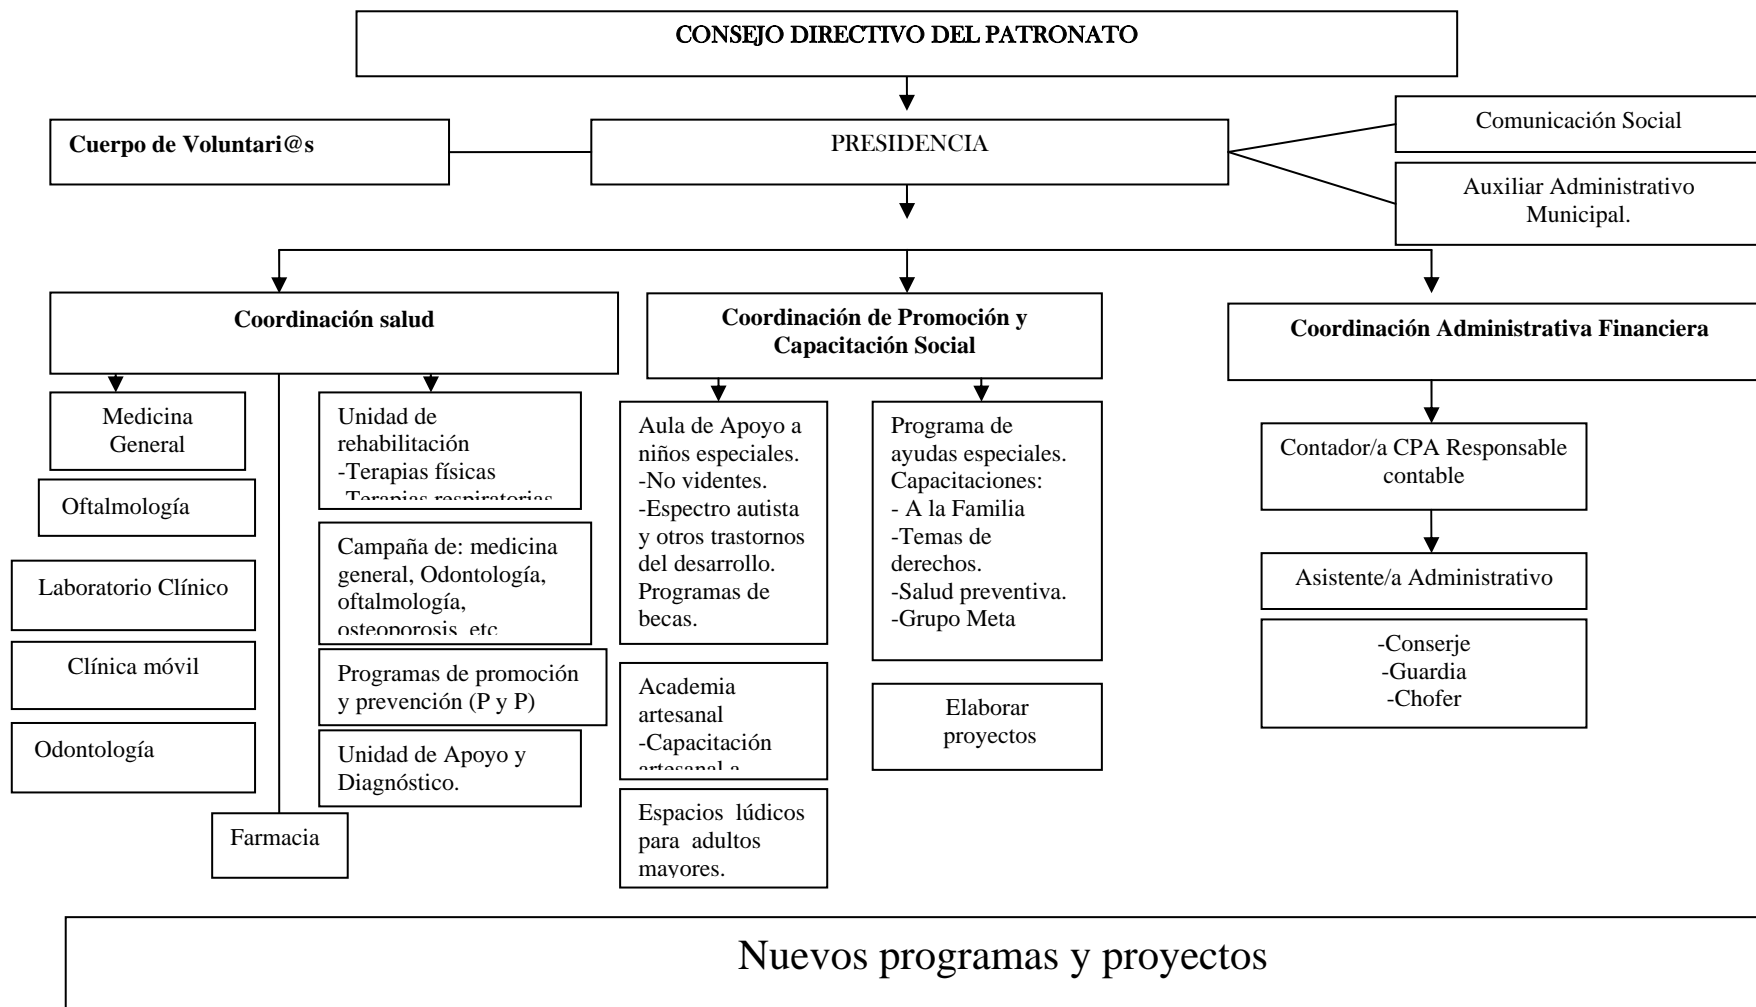 CONSEJO DIRECTIVO DEL PATRONATO
Cuerpo de Voluntari@s
PRESIDENCIA
Comunicación Social
Auxiliar Administrativo
Municipal.
Coordinación salud
Coordinación de Promoción y
Capacitación Social
Coordinación Administrativa Financiera
Medicina
General
Oftalmología
Laboratorio Clínico
Clínica móvil
Odontología
Farmacia
Unidad de
rehabilitación
-Terapias físicas
-Terapias respiratorias
Campaña de: medicina
general, Odontología,
oftalmología,
osteoporosis, etc
Programas de promoción
y prevención (P y P)
Unidad de Apoyo y
Diagnóstico.
Aula de Apoyo a
niños especiales.
-No videntes.
-Espectro autista
y otros trastornos
del desarrollo.
Programas de
becas.
Academia
artesanal
-Capacitación
artesanal a
Espacios lúdicos
para adultos
mayores.
Programa de
ayudas especiales.
Capacitaciones:
- A la Familia
-Temas de
derechos.
-Salud preventiva.
-Grupo Meta
Elaborar
proyectos
Contador/a CPA Responsable
contable
Asistente/a Administrativo
-Conserje
-Guardia
-Chofer
Nuevos programas y proyectos